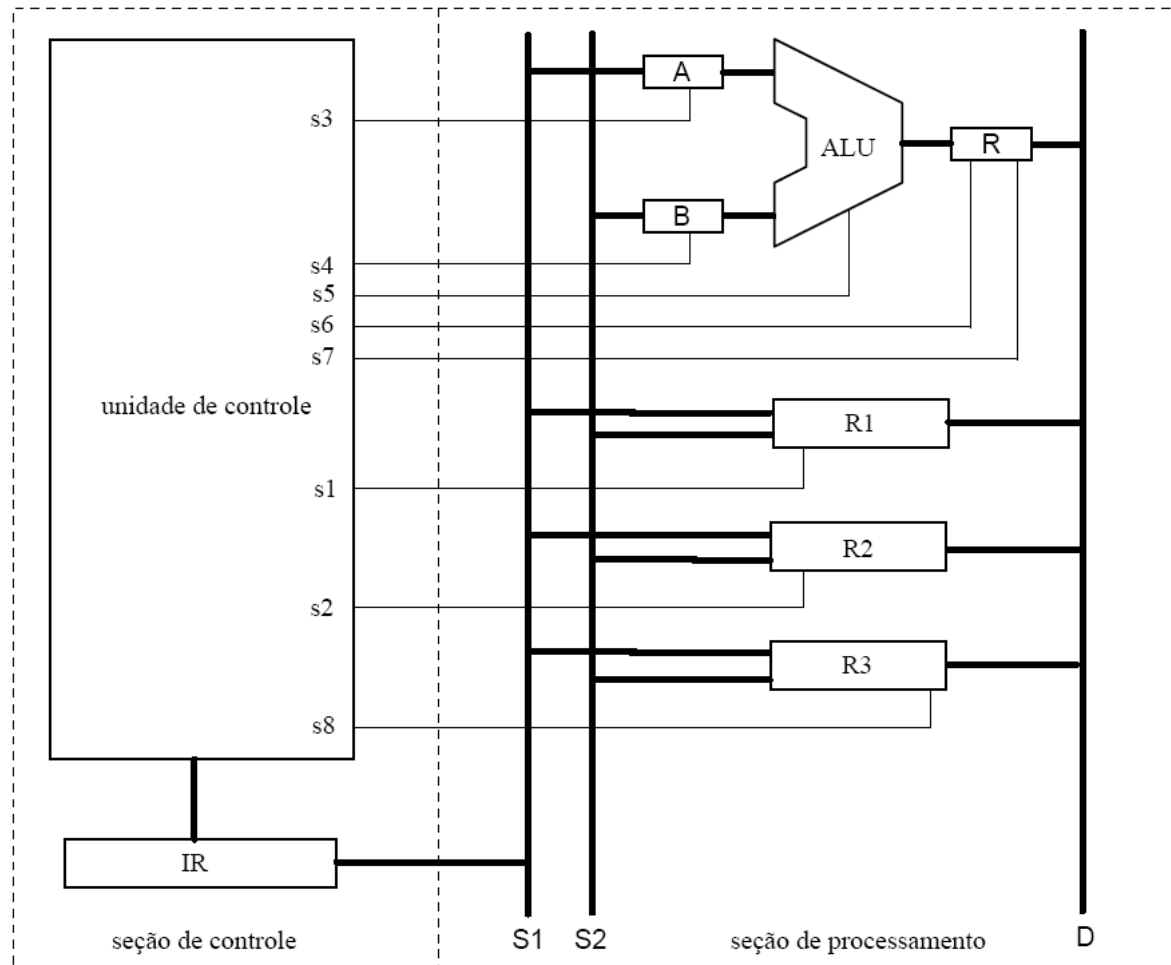 A
s3
ALU
R
B
s4
s5
s6
s7
unidade de controle
R1
s1
R2
s2
R3
s8
IR
seção de controle
S1
S2
seção de processamento
D